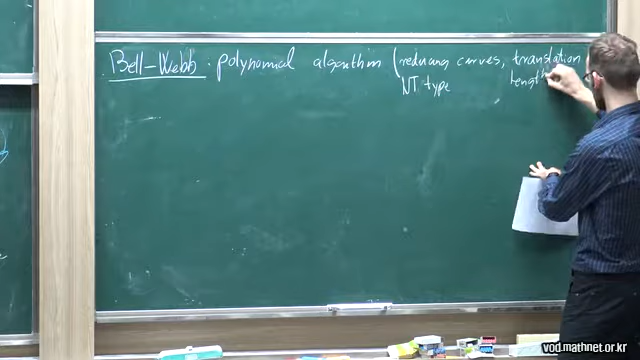 Bell-Webb · polynomial algorithm (reducing curves, translation
NT type length
vod.mathnet.or.kr